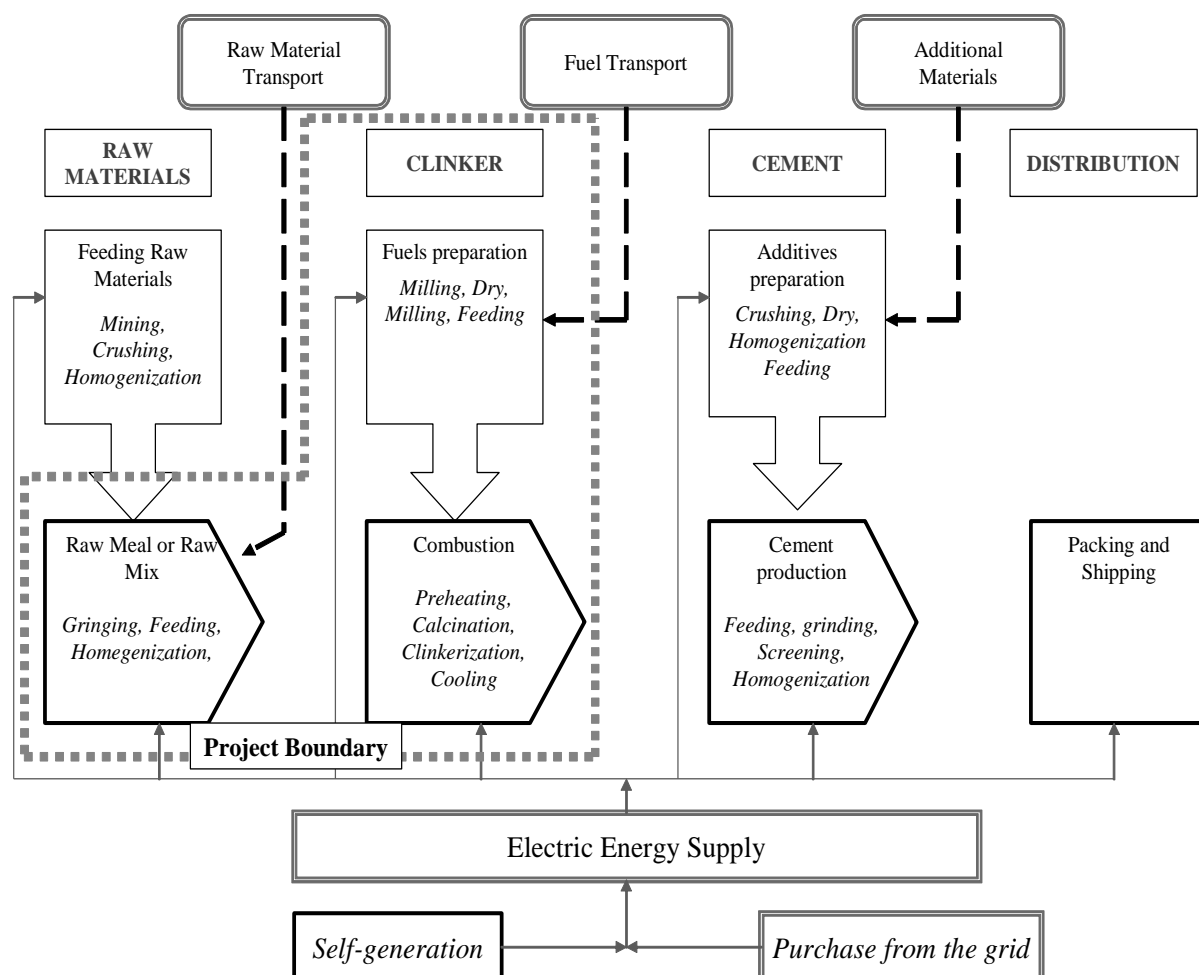 Raw Material
Transport
Fuel Transport
Additional
Materials
RAW
MATERIALS
CLINKER
CEMENT
DISTRIBUTION
Feeding Raw
Materials
Mining,
Crushing,
Homogenization
Fuels preparation
Milling, Dry,
Milling, Feeding
Additives
preparation
Crushing, Dry,
Homogenization
Feeding
Raw Meal or Raw
Mix
Gringing, Feeding,
Homegenization,
Combustion
Preheating,
Calcination,
Clinkerization,
Cooling
Cement
production
Feeding, grinding,
Screening,
Homogenization
Packing and
Shipping
Project Boundary
Electric Energy Supply
Self-generation
Purchase from the grid